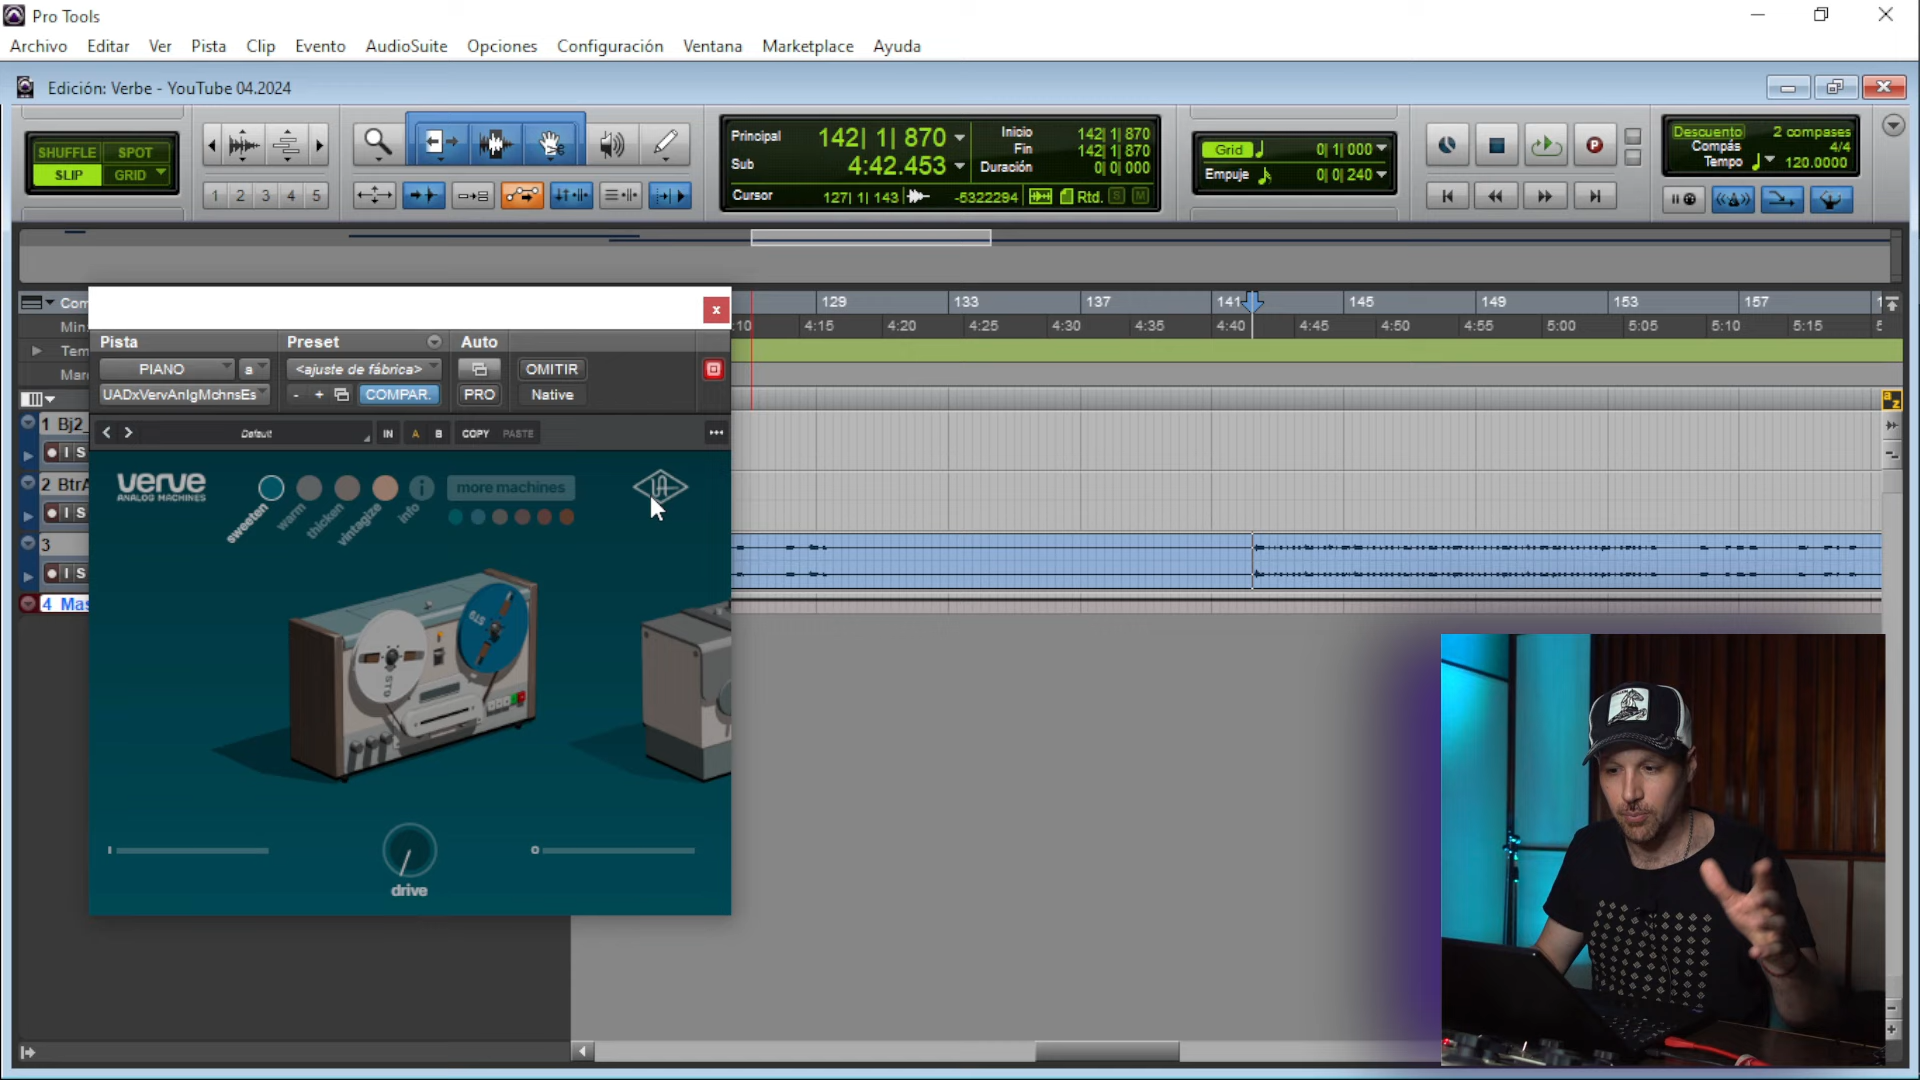 Pro Tools
Archivo Editar Ver Pista Clip Evento AudioSuite Opciones Configuración Ventana Marketplace Ayuda
Edición: Verbe - YouTube 04.2024
SHUFFLE SPOT
SLIP GRID
1 2 3 4 5
Principal 142| 1| 870
Sub 4:42.453
Cursor 127| 1| 143 -5322294 Rtd. S M
Inicio 142| 1| 870
Fin 142| 1| 870
Duración 0| 0| 000
Grid 0| 1| 000
Empuje 0| 0| 240
Descuento 2 compases
Compás 4/4
Tempo 120.0000
129 133 137 141 145 149 153 157
4:15 4:20 4:25 4:30 4:35 4:40 4:45 4:50 4:55 5:00 5:05 5:10 5:15
Pista Preset Auto
PIANO a <ajuste de fábrica> OMITIR
UADxVervAnlgMchnsEs - + COMPAR. PRO Native
Default IN A B COPY PASTE
verve
ANALOG MACHINES
sweeten warm thicken vintagize info
more machines
UA
STG
STG
I
O
drive
1 Bj2_
I S
2 BtrA
I S
3
I S
4 Mas
a z